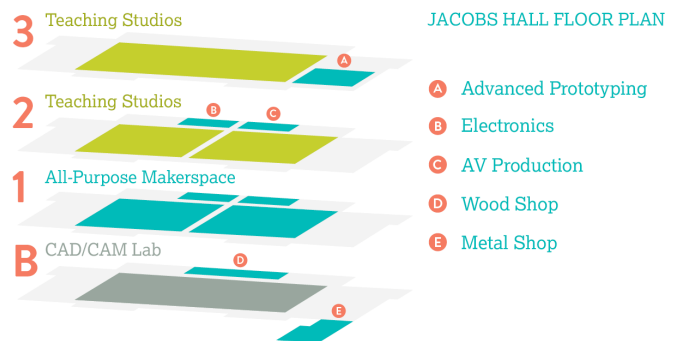 3 Teaching Studios
A
2 Teaching Studios
B C
1 All-Purpose Makerspace
B CAD/CAM Lab
D
E
JACOBS HALL FLOOR PLAN
A Advanced Prototyping
B Electronics
C AV Production
D Wood Shop
E Metal Shop